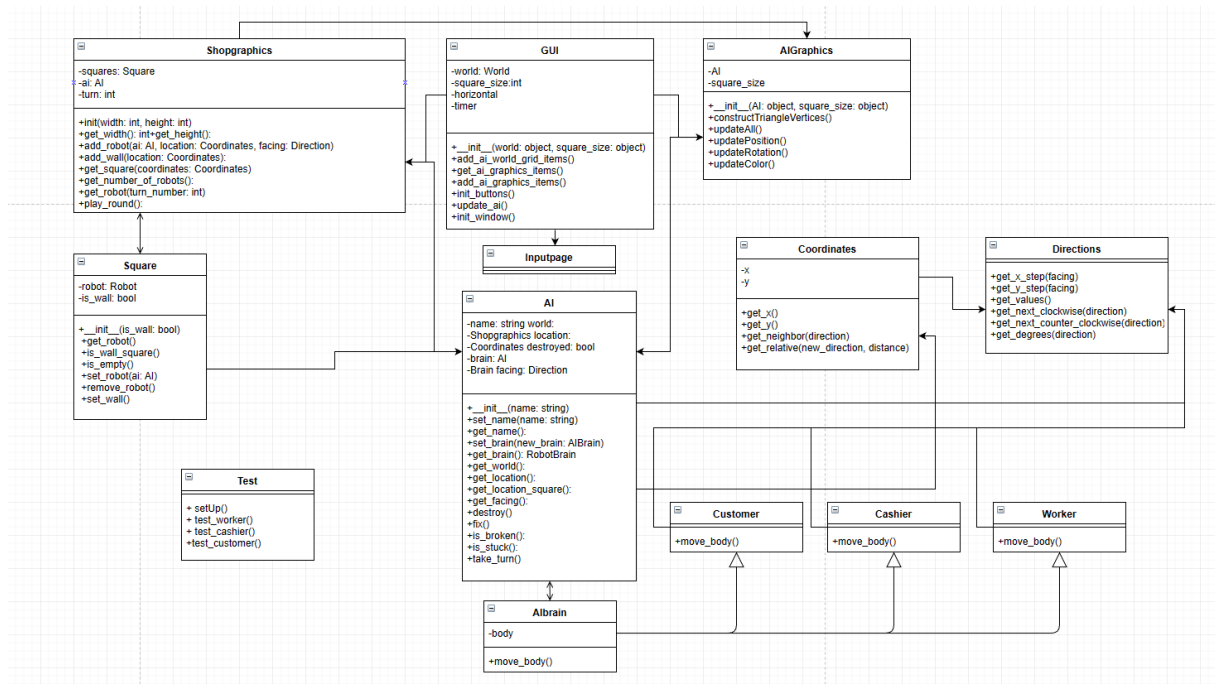 Shopgraphics
-squares: Square
-ai: AI
-turn: int
+init(width: int, height: int)
+get_width(): int+get_height():
+add_robot(ai: AI, location: Coordinates, facing: Direction)
+add_wall(location: Coordinates):
+get_square(coordinates: Coordinates)
+get_number_of_robots():
+get_robot(turn_number: int)
+play_round():
GUI
-world: World
-square_size:int
-horizontal
-timer
+__init__(world: object, square_size: object)
+add_ai_world_grid_items()
+get_ai_graphics_items()
+add_ai_graphics_items()
+init_buttons()
+update_ai()
+init_window()
AIGraphics
-AI
-square_size
+__init__(AI: object, square_size: object)
+constructTriangleVertices()
+updateAll()
+updatePosition()
+updateRotation()
+updateColor()
Inputpage
Square
-robot: Robot
-is_wall: bool
+__init__(is_wall: bool)
+get_robot()
+is_wall_square()
+is_empty()
+set_robot(ai: AI)
+remove_robot()
+set_wall()
AI
-name: string world:
-Shopgraphics location:
-Coordinates destroyed: bool
-brain: AI
-Brain facing: Direction
+__init__(name: string)
+set_name(name: string)
+get_name():
+set_brain(new_brain: AIBrain)
+get_brain(): RobotBrain
+get_world():
+get_location():
+get_location_square():
+get_facing():
+destroy()
+fix()
+is_broken():
+is_stuck():
+take_turn()
Coordinates
-x
-y
+get_x()
+get_y()
+get_neighbor(direction)
+get_relative(new_direction, distance)
Directions
+get_x_step(facing)
+get_y_step(facing)
+get_values()
+get_next_clockwise(direction)
+get_next_counter_clockwise(direction)
+get_degrees(direction)
Test
+ setUp()
+ test_worker()
+ test_cashier()
+test_customer()
Customer
+move_body()
Cashier
+move_body()
Worker
+move_body()
AIbrain
-body
+move_body()